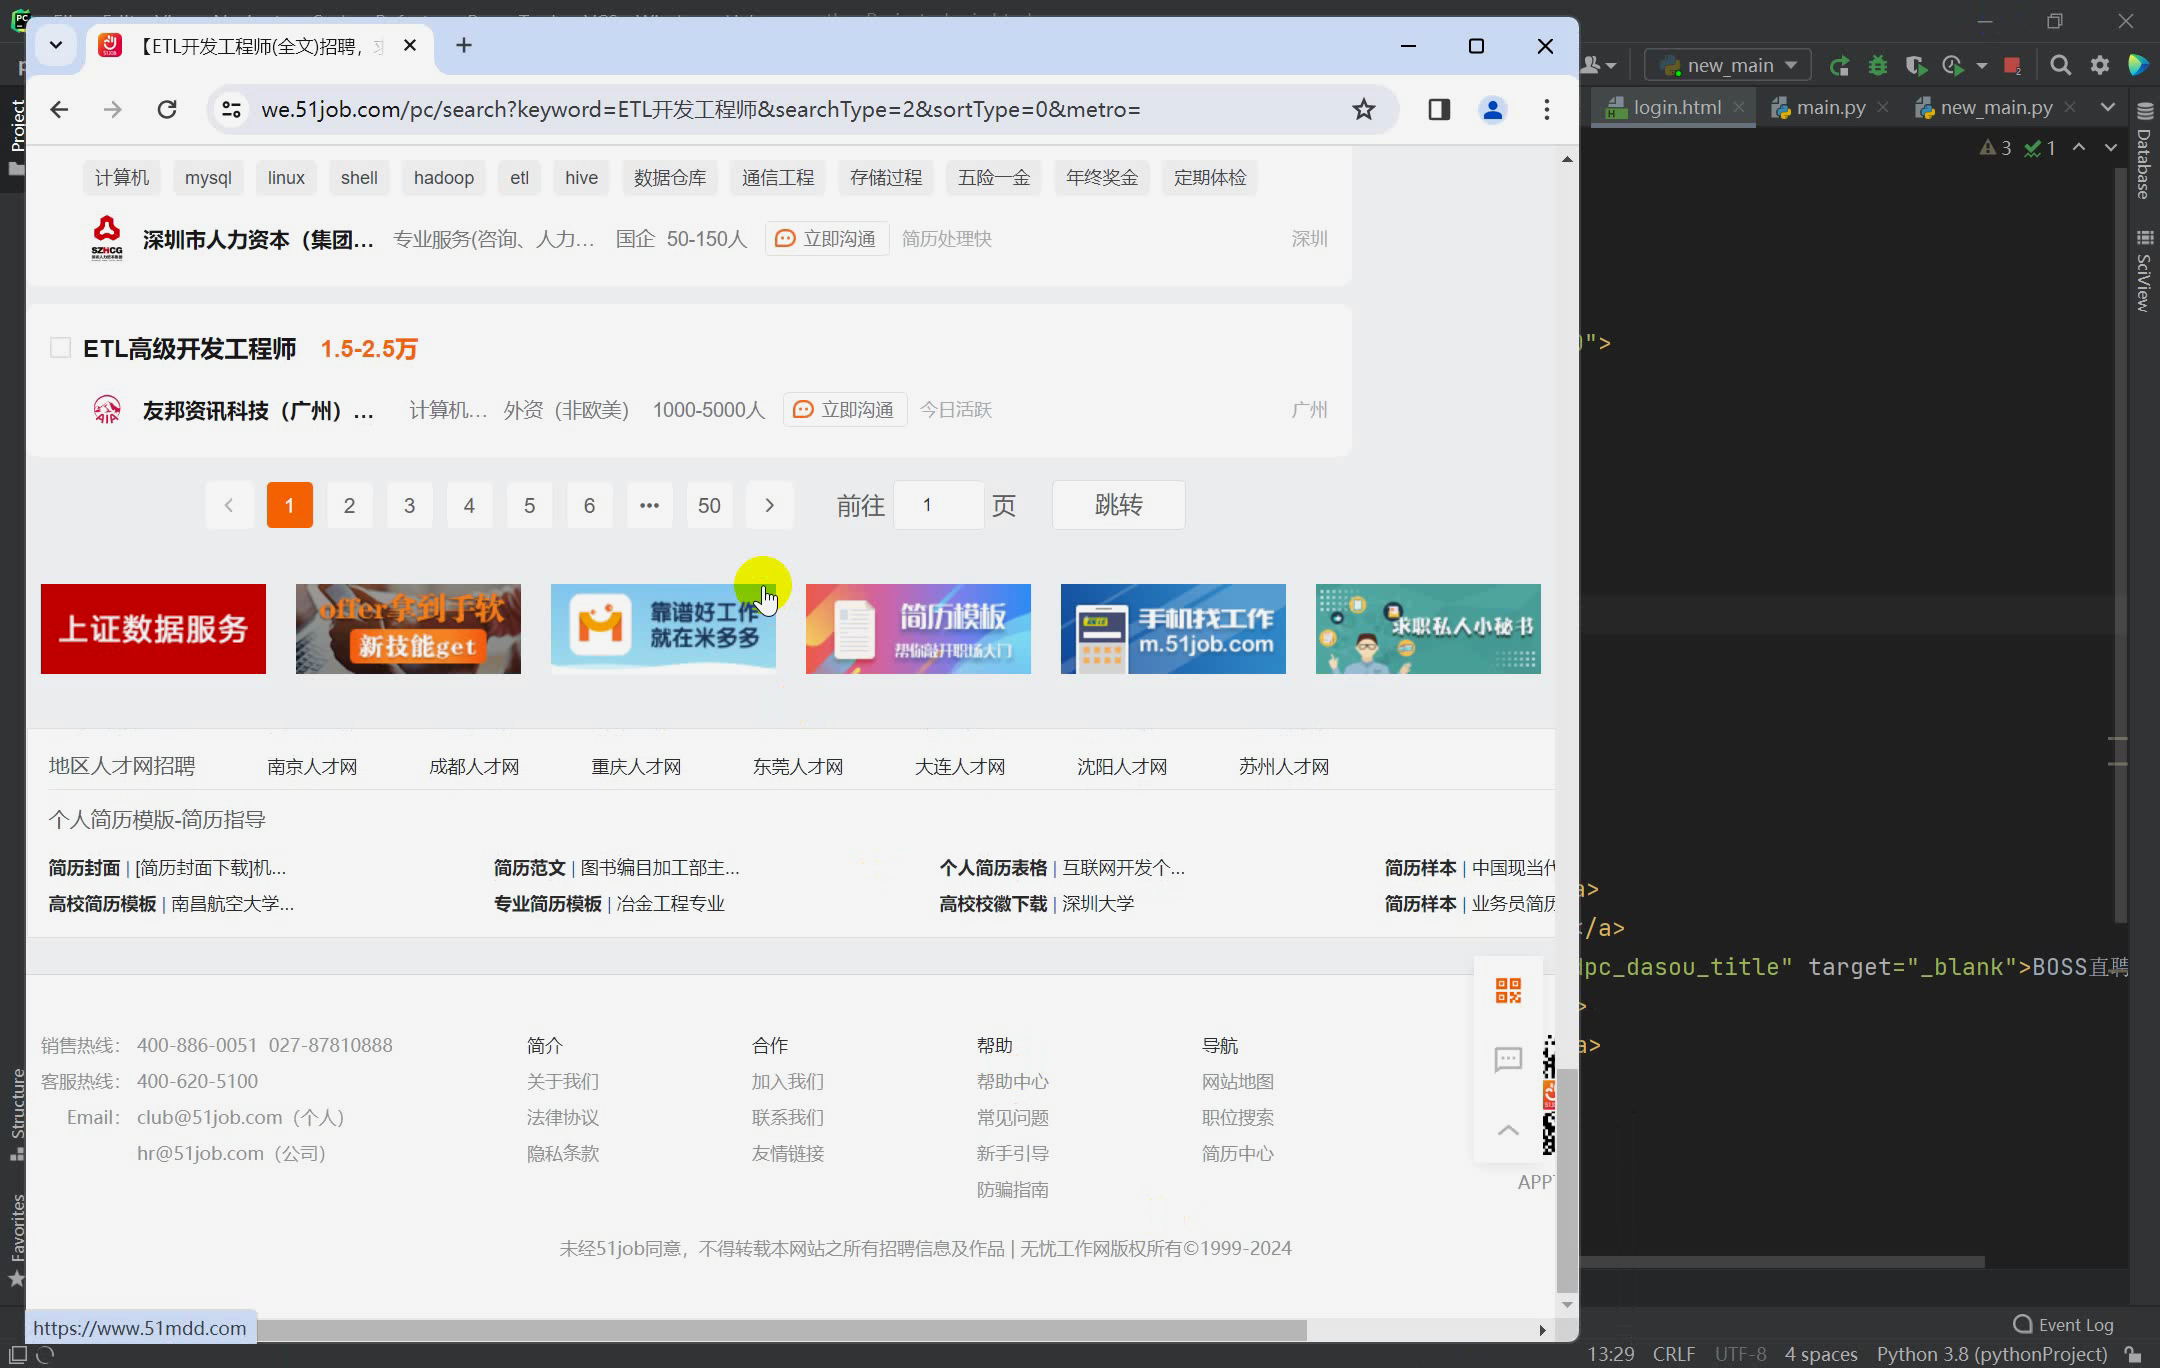 【ETL开发工程师(全文)招聘，求
we.51job.com/pc/search?keyword=ETL开发工程师&searchType=2&sortType=0&metro=
计算机 mysql linux shell hadoop etl hive 数据仓库 通信工程 存储过程 五险一金 年终奖金 定期体检
SZHCG
深圳市人力资本（集团... 专业服务(咨询、人力... 国企 50-150人 立即沟通 简历处理快 深圳
ETL高级开发工程师 1.5-2.5万
AIA
友邦资讯科技（广州）... 计算机... 外资（非欧美） 1000-5000人 立即沟通 今日活跃 广州
1 2 3 4 5 6 ••• 50 前往 1 页 跳转
上证数据服务
offer拿到手软
新技能get
靠谱好工作
就在米多多
简历模板
帮你敲开职场大门
手机找工作
m.51job.com
求职私人小秘书
地区人才网招聘 南京人才网 成都人才网 重庆人才网 东莞人才网 大连人才网 沈阳人才网 苏州人才网
个人简历模版-简历指导
简历封面 | [简历封面下载]机... 简历范文 | 图书编目加工部主... 个人简历表格 | 互联网开发个... 简历样本 | 中国现当代
高校简历模板 | 南昌航空大学... 专业简历模板 | 冶金工程专业 高校校徽下载 | 深圳大学 简历样本 | 业务员简历
销售热线： 400-886-0051 027-87810888 简介 合作 帮助 导航
客服热线： 400-620-5100 关于我们 加入我们 帮助中心 网站地图
Email： club@51job.com（个人） 法律协议 联系我们 常见问题 职位搜索
hr@51job.com（公司） 隐私条款 友情链接 新手引导 简历中心
防骗指南
APP
未经51job同意，不得转载本网站之所有招聘信息及作品 | 无忧工作网版权所有©1999-2024
https://www.51mdd.com
new_main
login.html main.py new_main.py
3 1
">
a>
</a>
pc_dasou_title" target="_blank">BOSS直聘
>
a>
Project
Structure
Favorites
Database
SciView
Event Log
13:29 CRLF UTF-8 4 spaces Python 3.8 (pythonProject)